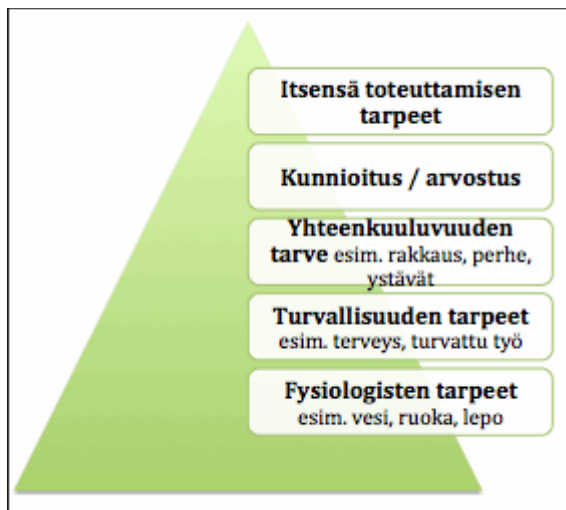 Itsensä toteuttamisen
tarpeet
Kunnioitus / arvostus
Yhteenkuuluvuuden
tarve esim. rakkaus, perhe,
ystävät
Turvallisuuden tarpeet
esim. terveys, turvattu työ
Fysiologisten tarpeet
esim. vesi, ruoka, lepo